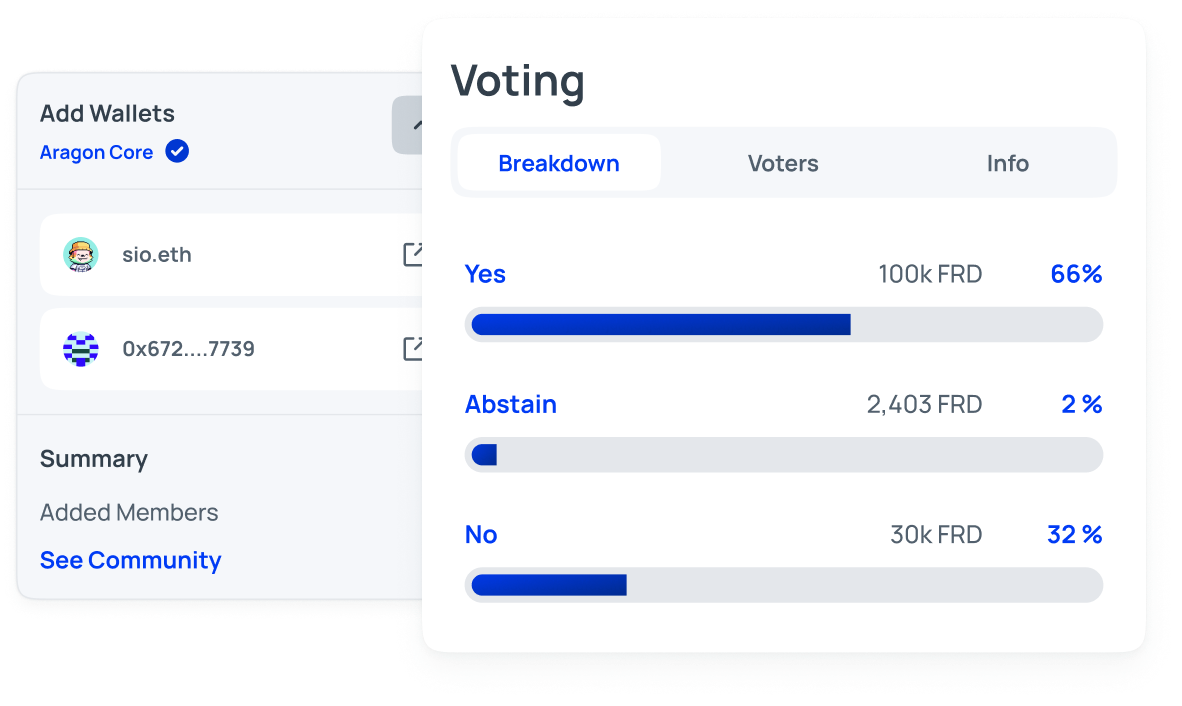 Add Wallets
Aragon Core
sio.eth
0x672....7739
Summary
Added Members
See Community
Voting
Breakdown Voters Info
Yes 100k FRD 66%
Abstain 2,403 FRD 2 %
No 30k FRD 32 %